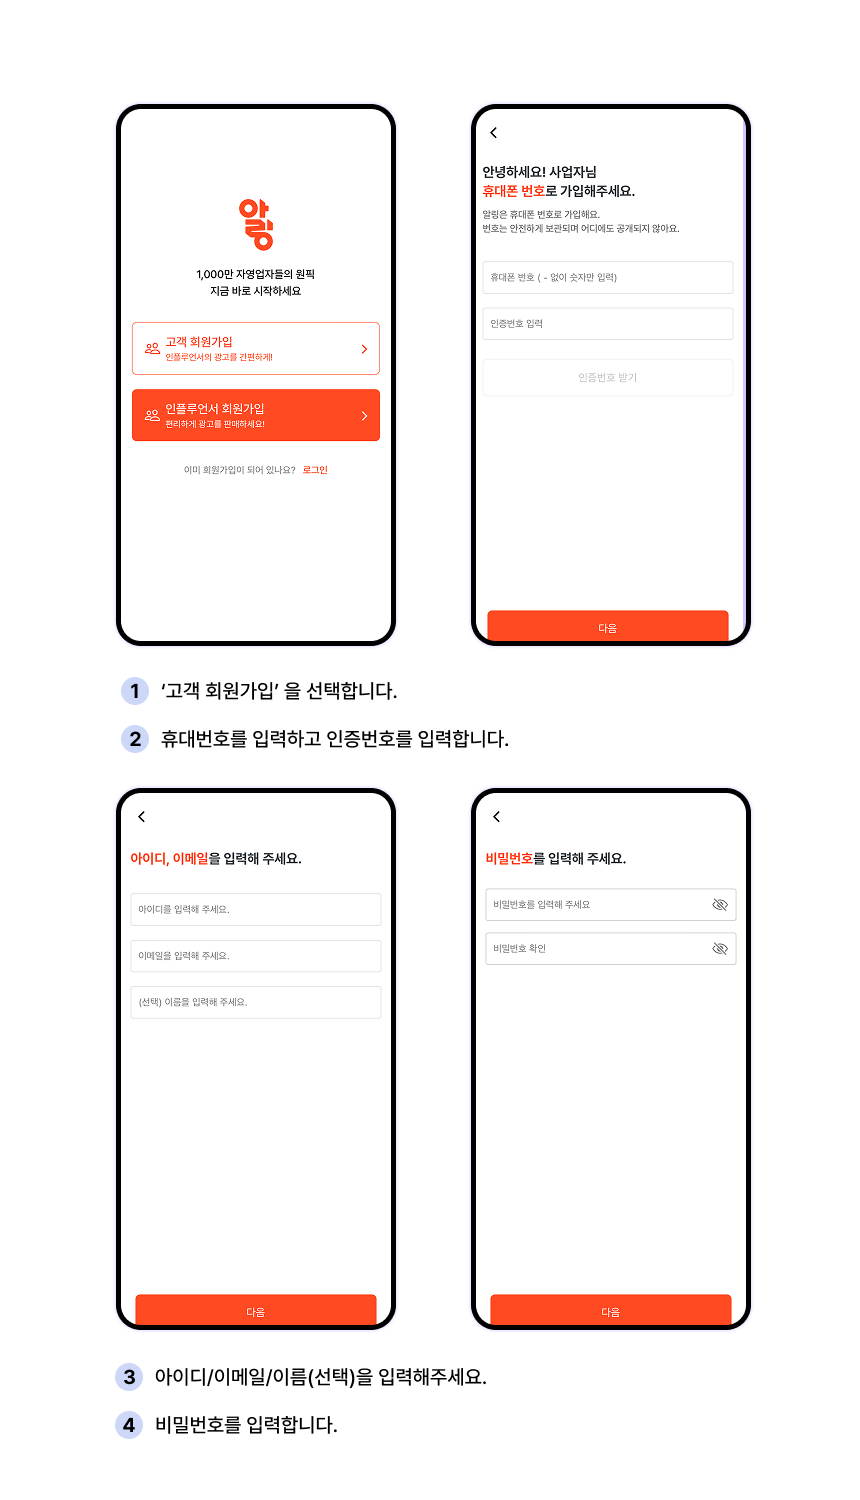 알랑
1,000만 자영업자들의 원픽
지금 바로 시작하세요
고객 회원가입
인플루언서의 광고를 간편하게!
인플루언서 회원가입
편리하게 광고를 판매하세요!
이미 회원가입이 되어 있나요? 로그인
안녕하세요! 사업자님
휴대폰 번호로 가입해주세요.
알링은 휴대폰 번호로 가입해요.
번호는 안전하게 보관되며 어디에도 공개되지 않아요.
휴대폰 번호 ( - 없이 숫자만 입력)
인증번호 입력
인증번호 받기
다음
1 ‘고객 회원가입’ 을 선택합니다.
2 휴대번호를 입력하고 인증번호를 입력합니다.
아이디, 이메일을 입력해 주세요.
아이디를 입력해 주세요.
이메일을 입력해 주세요.
(선택) 이름을 입력해 주세요.
다음
비밀번호를 입력해 주세요.
비밀번호를 입력해 주세요
비밀번호 확인
다음
3 아이디/이메일/이름(선택)을 입력해주세요.
4 비밀번호를 입력합니다.